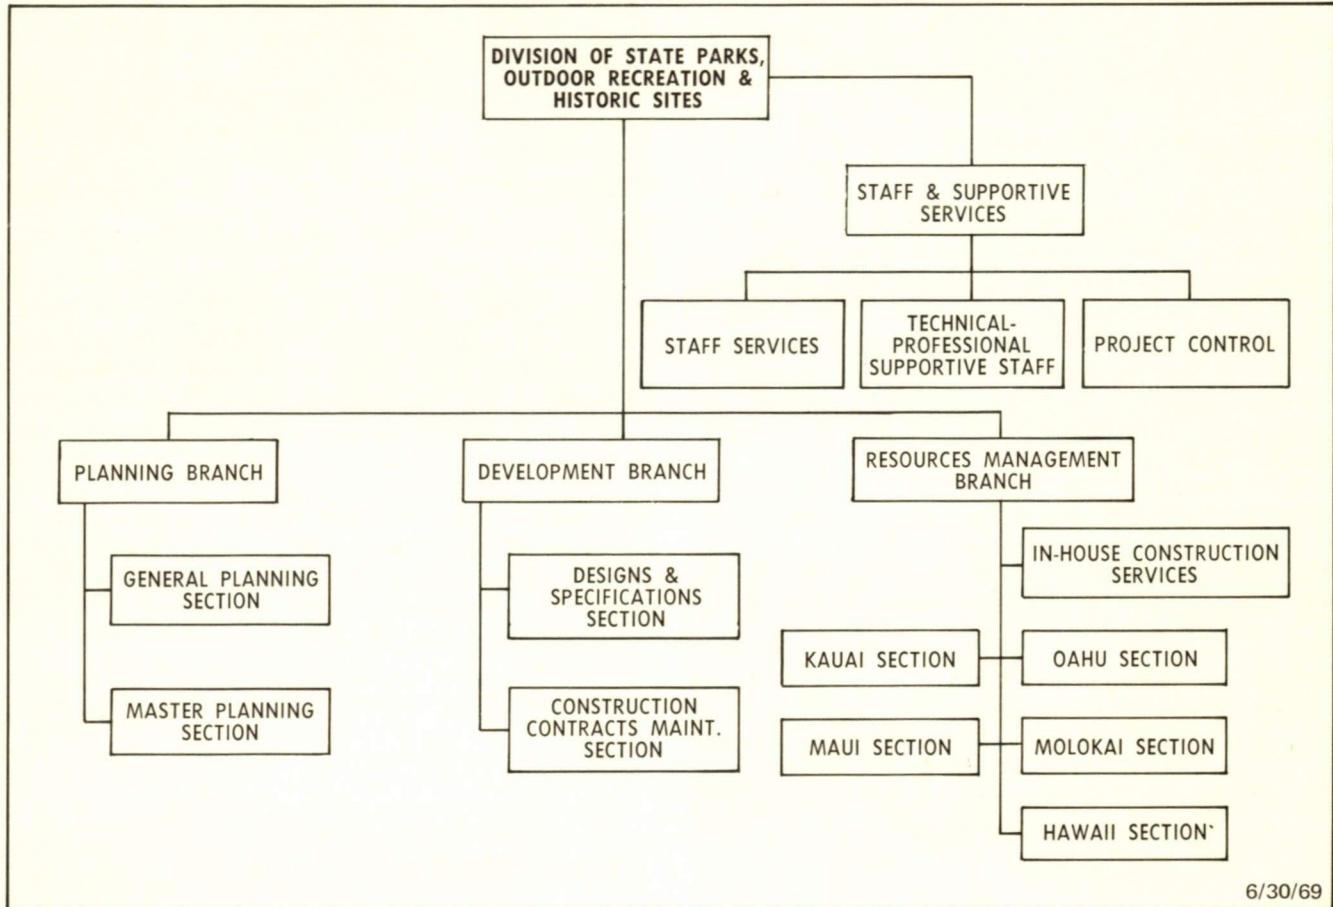 DIVISION OF STATE PARKS,
OUTDOOR RECREATION &
HISTORIC SITES
STAFF & SUPPORTIVE
SERVICES
STAFF SERVICES
TECHNICAL-
PROFESSIONAL
SUPPORTIVE STAFF
PROJECT CONTROL
PLANNING BRANCH
GENERAL PLANNING
SECTION
MASTER PLANNING
SECTION
DEVELOPMENT BRANCH
DESIGNS &
SPECIFICATIONS
SECTION
CONSTRUCTION
CONTRACTS MAINT.
SECTION
RESOURCES MANAGEMENT
BRANCH
IN-HOUSE CONSTRUCTION
SERVICES
KAUAI SECTION
OAHU SECTION
MAUI SECTION
MOLOKAI SECTION
HAWAII SECTION
6/30/69